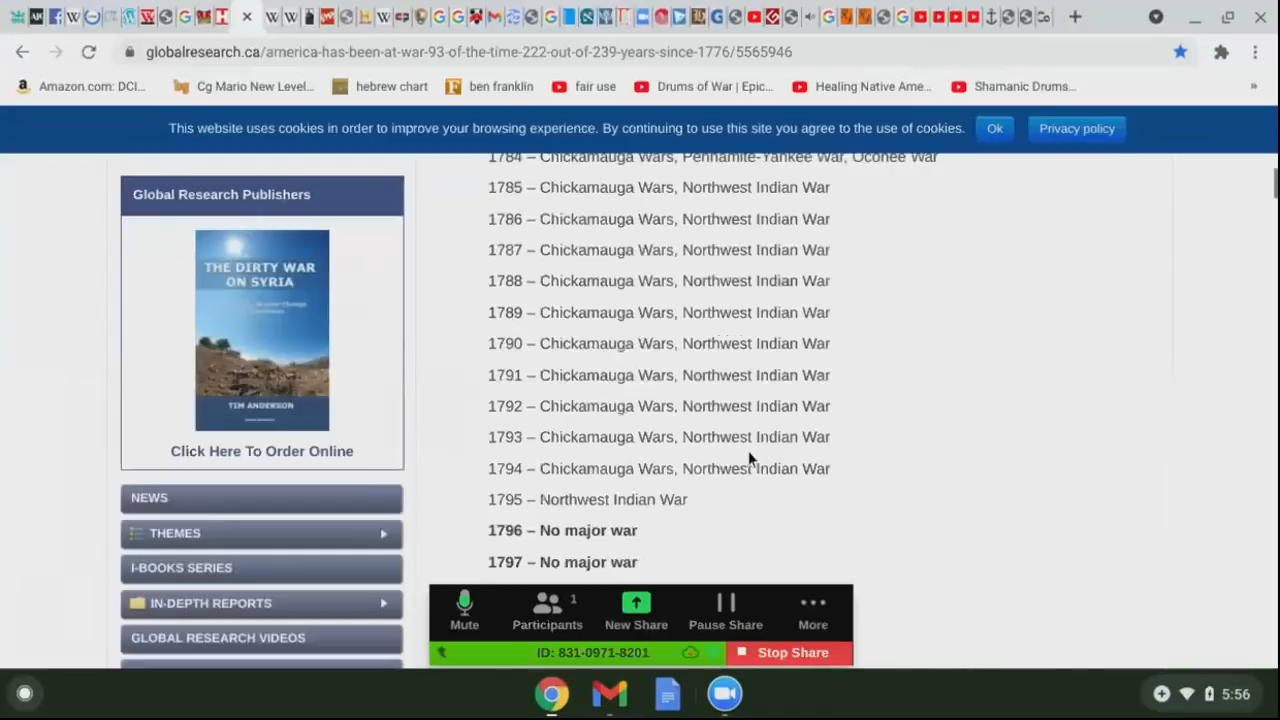 globalresearch.ca/america-has-been-at-war-93-of-the-time-222-out-of-239-years-since-1776/5565946
Amazon.com: DCI...
Cg Mario New Level...
hebrew chart
ben franklin
fair use
Drums of War | Epic...
Healing Native Ame...
Shamanic Drums...
»
This website uses cookies in order to improve your browsing experience. By continuing to use this site you agree to the use of cookies.
Ok
Privacy policy
1784 – Chickamauga Wars, Pennamite-Yankee War, Oconee War
Global Research Publishers
1785 – Chickamauga Wars, Northwest Indian War
1786 – Chickamauga Wars, Northwest Indian War
1787 – Chickamauga Wars, Northwest Indian War
1788 – Chickamauga Wars, Northwest Indian War
1789 – Chickamauga Wars, Northwest Indian War
1790 – Chickamauga Wars, Northwest Indian War
1791 – Chickamauga Wars, Northwest Indian War
1792 – Chickamauga Wars, Northwest Indian War
1793 – Chickamauga Wars, Northwest Indian War
1794 – Chickamauga Wars, Northwest Indian War
1795 – Northwest Indian War
1796 – No major war
1797 – No major war
THE DIRTY WAR
ON SYRIA
TIM ANDERSON
Click Here To Order Online
NEWS
THEMES
I-BOOKS SERIES
IN-DEPTH REPORTS
GLOBAL RESEARCH VIDEOS
Mute
Participants
1
New Share
Pause Share
More
ID: 831-0971-8201
Stop Share
5:56